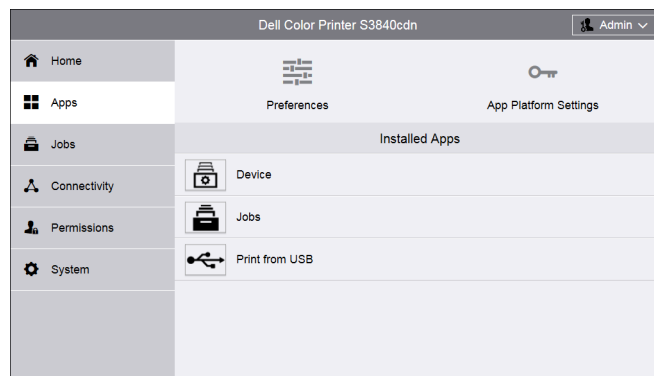 Dell Color Printer S3840cdn
Admin
Home
Apps
Jobs
Connectivity
Permissions
System
Preferences
App Platform Settings
Installed Apps
Device
Jobs
Print from USB